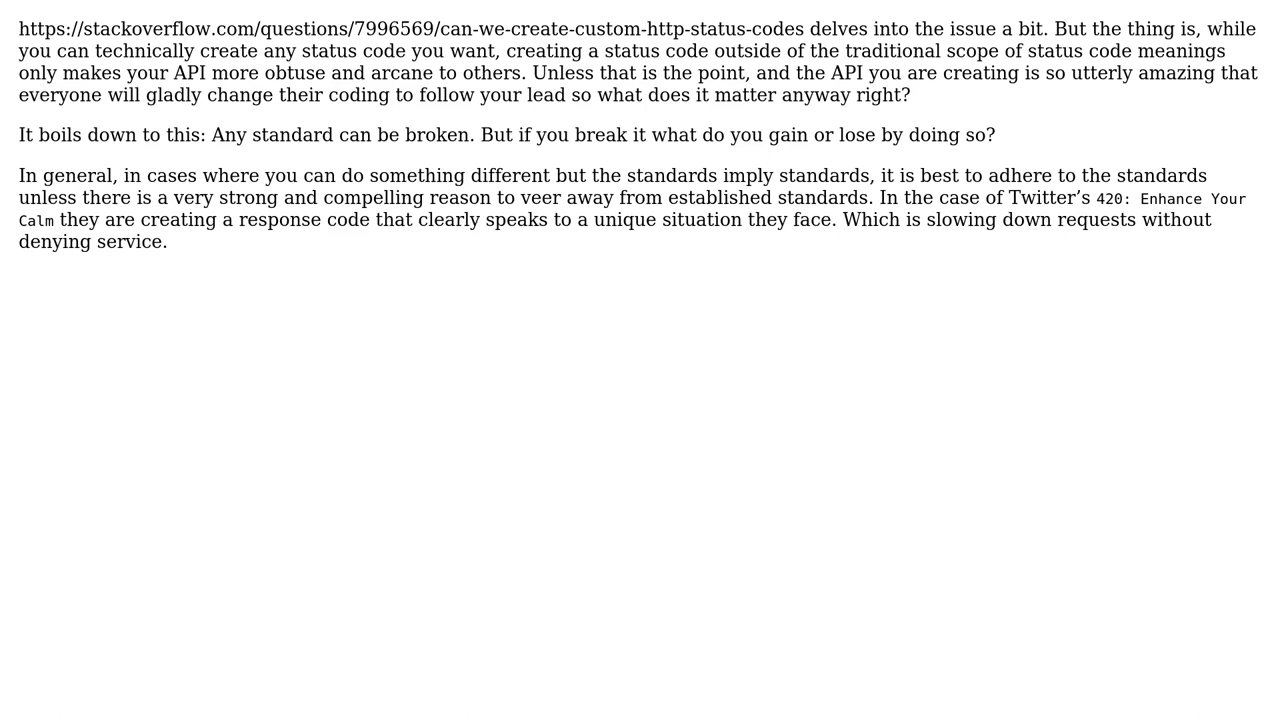 https://stackoverflow.com/questions/7996569/can-we-create-custom-http-status-codes delves into the issue a bit. But the thing is, while
you can technically create any status code you want, creating a status code outside of the traditional scope of status code meanings
only makes your API more obtuse and arcane to others. Unless that is the point, and the API you are creating is so utterly amazing that
everyone will gladly change their coding to follow your lead so what does it matter anyway right?
It boils down to this: Any standard can be broken. But if you break it what do you gain or lose by doing so?
In general, in cases where you can do something different but the standards imply standards, it is best to adhere to the standards
unless there is a very strong and compelling reason to veer away from established standards. In the case of Twitter’s 420: Enhance Your
Calm they are creating a response code that clearly speaks to a unique situation they face. Which is slowing down requests without
denying service.